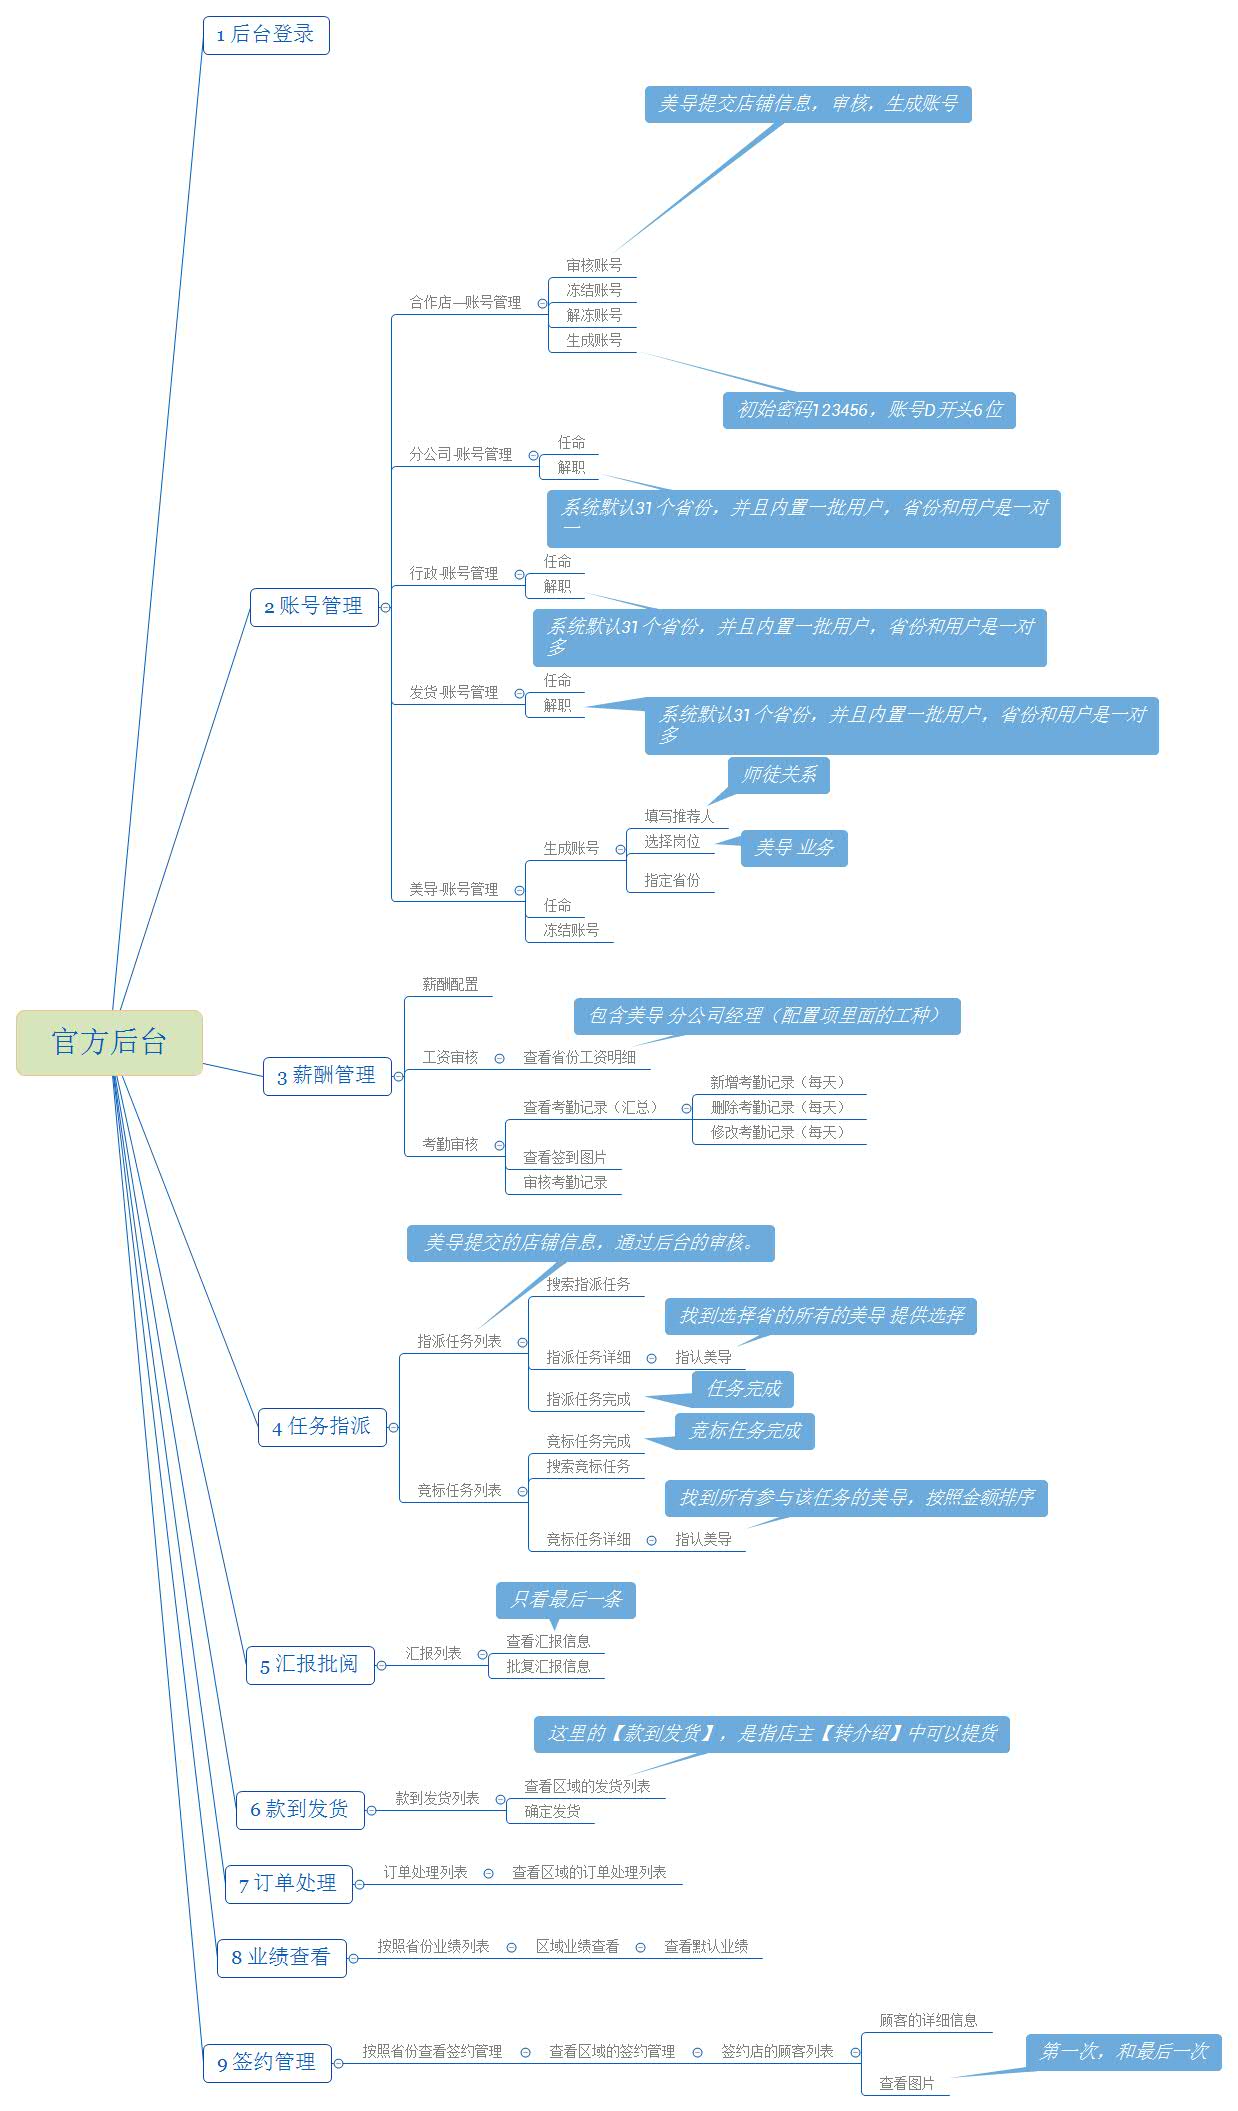 1 后台登录
美导提交店铺信息，审核，生成账号
审核账号
冻结账号
合作店—账号管理
解冻账号
生成账号
初始密码123456，账号D开头6位
任命
分公司-账号管理
解职
系统默认31个省份，并且内置一批用户，省份和用户是一对
一
任命
行政-账号管理
解职
2 账号管理
系统默认31个省份，并且内置一批用户，省份和用户是一对
多
任命
发货-账号管理
解职
系统默认31个省份，并且内置一批用户，省份和用户是一对
多
师徒关系
填写推荐人
选择岗位
美导 业务
生成账号
指定省份
美导-账号管理
任命
冻结账号
官方后台
薪酬配置
包含美导 分公司经理（配置项里面的工种）
工资审核
查看省份工资明细
3 薪酬管理
新增考勤记录（每天）
查看考勤记录（汇总）
删除考勤记录（每天）
修改考勤记录（每天）
考勤审核
查看签到图片
审核考勤记录
美导提交的店铺信息，通过后台的审核。
搜索指派任务
找到选择省的所有的美导 提供选择
指派任务列表
指派任务详细
指认美导
任务完成
指派任务完成
4 任务指派
竞标任务完成
竞标任务完成
搜索竞标任务
竞标任务列表
找到所有参与该任务的美导，按照金额排序
竞标任务详细
指认美导
只看最后一条
查看汇报信息
汇报列表
5 汇报批阅
批复汇报信息
这里的【款到发货】，是指店主【转介绍】中可以提货
查看区域的发货列表
款到发货列表
6 款到发货
确定发货
订单处理列表
查看区域的订单处理列表
7 订单处理
按照省份业绩列表
区域业绩查看
查看默认业绩
8 业绩查看
顾客的详细信息
按照省份查看签约管理
查看区域的签约管理
签约店的顾客列表
第一次，和最后一次
9 签约管理
查看图片